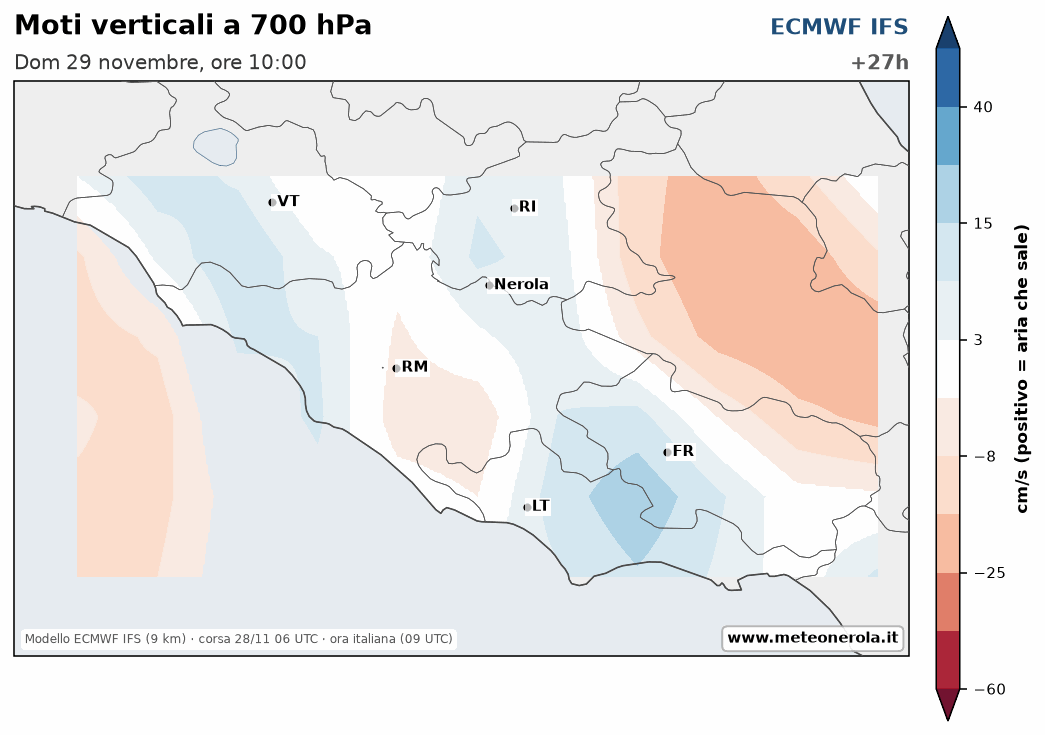 Moti verticali a 700 hPa
ECMWF IFS
Dom 29 novembre, ore 10:00
+27h
VT
RI
Nerola
RM
FR
LT
40
15
3
−8
−25
−60
cm/s (positivo = aria che sale)
Modello ECMWF IFS (9 km) · corsa 28/11 06 UTC · ora italiana (09 UTC)
www.meteonerola.it